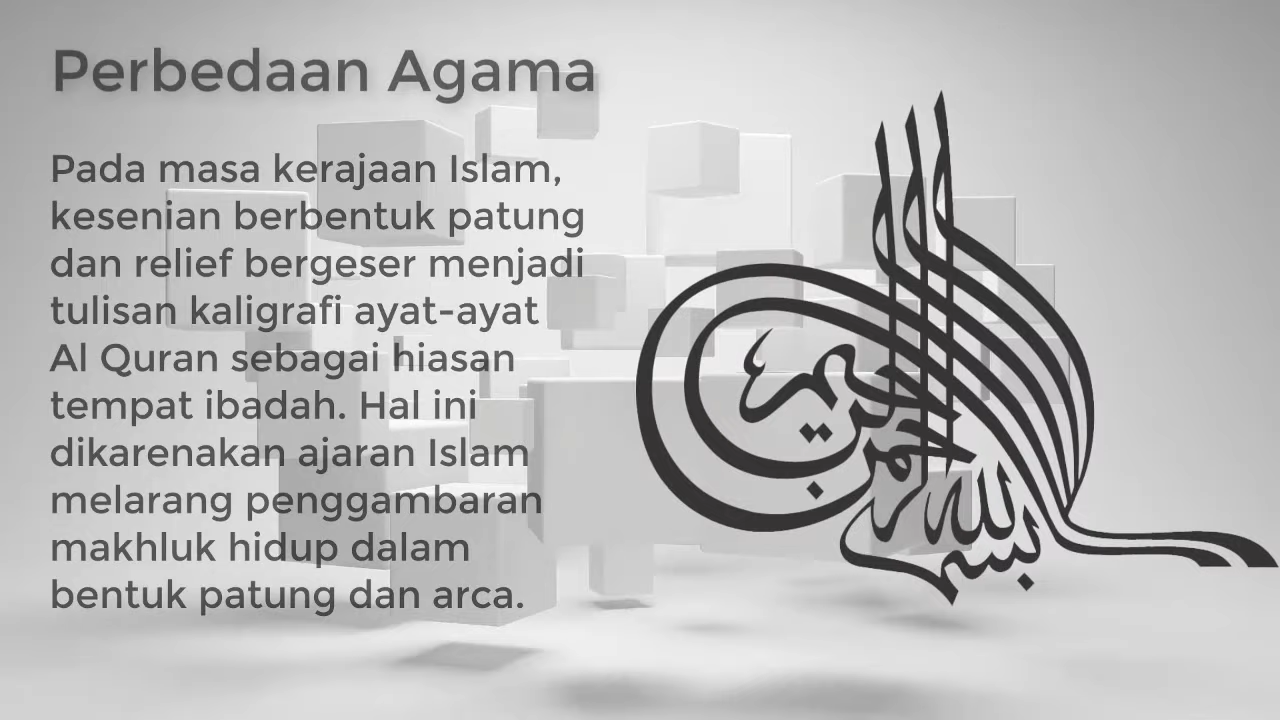 Perbedaan Agama
Pada masa kerajaan Islam,
kesenian berbentuk patung
dan relief bergeser menjadi
tulisan kaligrafi ayat-ayat
Al Quran sebagai hiasan
tempat ibadah. Hal ini
dikarenakan ajaran Islam
melarang penggambaran
makhluk hidup dalam
bentuk patung dan arca.
بسم الله الرحمن الرحيم